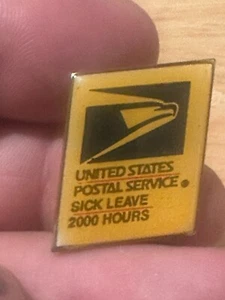 UNITED STATES
POSTAL SERVICE®
SICK LEAVE
2000 HOURS